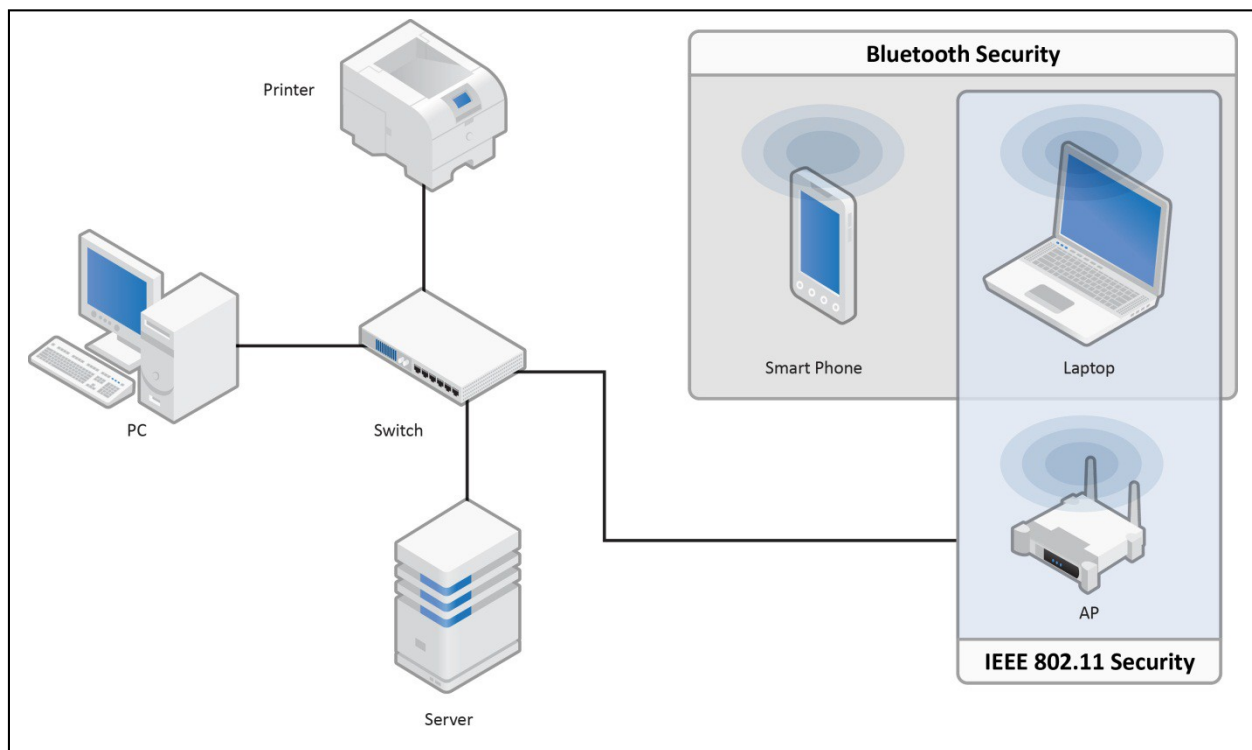 Bluetooth Security
Printer
Smart Phone
Laptop
PC
Switch
AP
IEEE 802.11 Security
Server